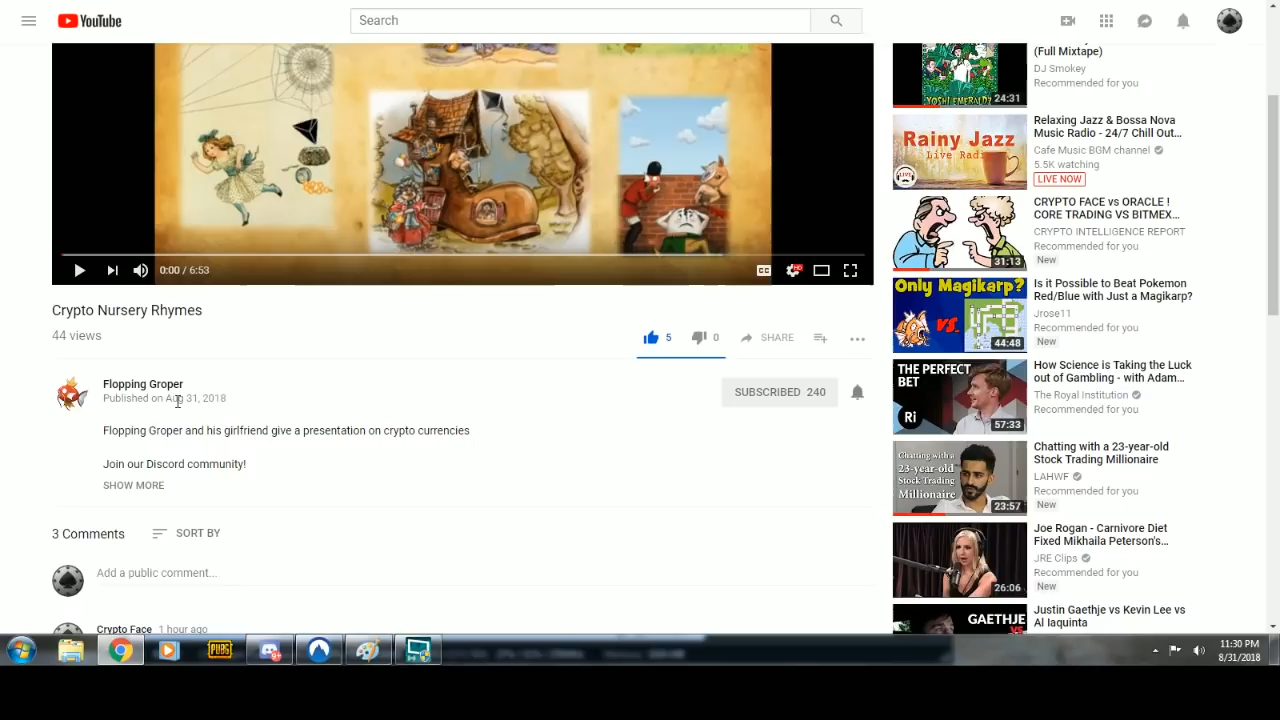 YouTube
Search
0:00 / 6:53
CC
HD
Crypto Nursery Rhymes
44 views
5
0
SHARE
Flopping Groper
Published on Aug 31, 2018
SUBSCRIBED 240
Flopping Groper and his girlfriend give a presentation on crypto currencies
Join our Discord community!
SHOW MORE
3 Comments
SORT BY
Add a public comment...
Crypto Face 1 hour ago
YOSHI EMERALDZ
24:31
(Full Mixtape)
DJ Smokey
Recommended for you
Rainy Jazz
Live Radio
Relaxing Jazz & Bossa Nova
Music Radio - 24/7 Chill Out...
Cafe Music BGM channel
5.5K watching
LIVE NOW
31:13
CRYPTO FACE vs ORACLE !
CORE TRADING VS BITMEX...
CRYPTO INTELLIGENCE REPORT
Recommended for you
New
Only Magikarp?
VS.
44:48
Is it Possible to Beat Pokemon
Red/Blue with Just a Magikarp?
Jrose11
Recommended for you
New
THE PERFECT
BET
Ri
57:33
How Science is Taking the Luck
out of Gambling - with Adam...
The Royal Institution
Recommended for you
Chatting with a
23-year-old
Stock Trading
Millionaire
23:57
Chatting with a 23-year-old
Stock Trading Millionaire
LAHWF
Recommended for you
New
26:06
Joe Rogan - Carnivore Diet
Fixed Mikhaila Peterson's...
JRE Clips
Recommended for you
New
GAETHJE
VS
Justin Gaethje vs Kevin Lee vs
Al Iaquinta
PUBG
11:30 PM
8/31/2018